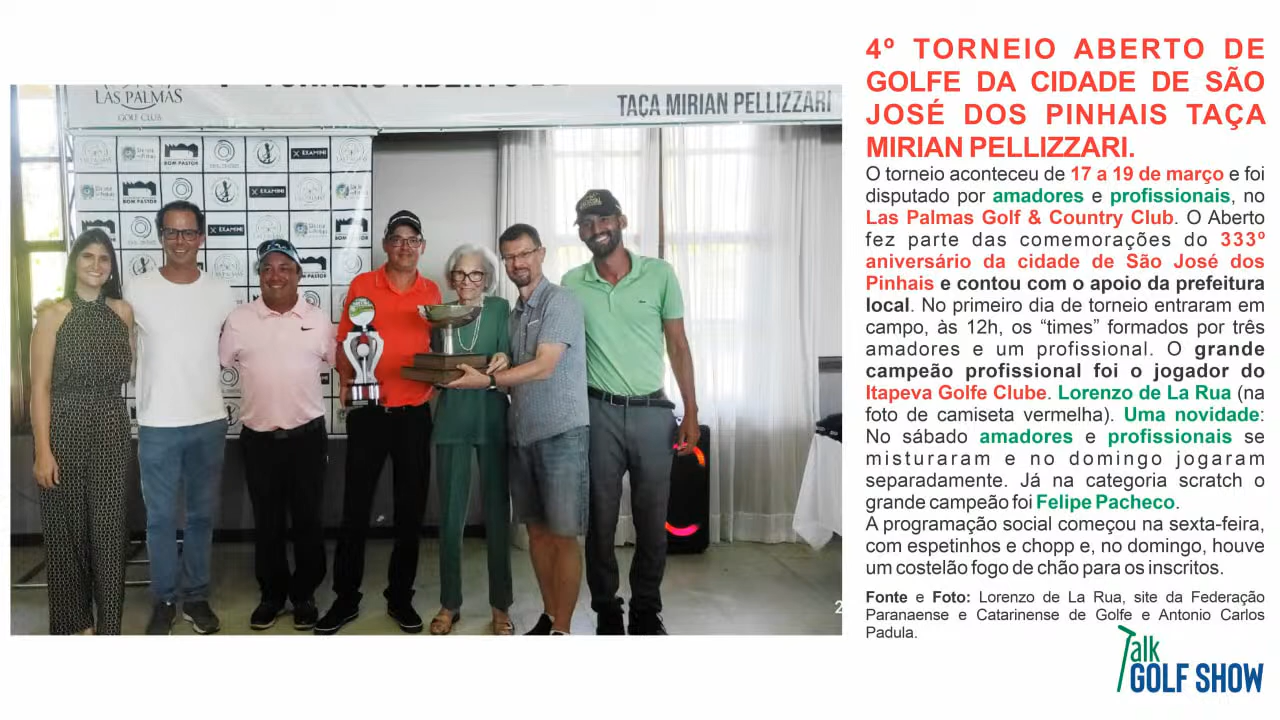 LAS PALMAS
GOLF CLUB
TAÇA MIRIAN PELLIZZARI
BOM PASTOR
EXAMINI
EXAMINI
BOM PASTOR
EXAMINI
BOM PASTOR
2
4º TORNEIO ABERTO DE
GOLFE DA CIDADE DE SÃO
JOSÉ DOS PINHAIS TAÇA
MIRIAN PELLIZZARI.
O torneio aconteceu de 17 a 19 de março e foi
disputado por amadores e profissionais, no
Las Palmas Golf & Country Club. O Aberto
fez parte das comemorações do 333º
aniversário da cidade de São José dos
Pinhais e contou com o apoio da prefeitura
local. No primeiro dia de torneio entraram em
campo, às 12h, os “times” formados por três
amadores e um profissional. O grande
campeão profissional foi o jogador do
Itapeva Golfe Clube. Lorenzo de La Rua (na
foto de camiseta vermelha). Uma novidade:
No sábado amadores e profissionais se
misturaram e no domingo jogaram
separadamente. Já na categoria scratch o
grande campeão foi Felipe Pacheco.
A programação social começou na sexta-feira,
com espetinhos e chopp e, no domingo, houve
um costelão fogo de chão para os inscritos.
Fonte e Foto: Lorenzo de La Rua, site da Federação
Paranaense e Catarinense de Golfe e Antonio Carlos
Padula.
Talk
GOLF SHOW